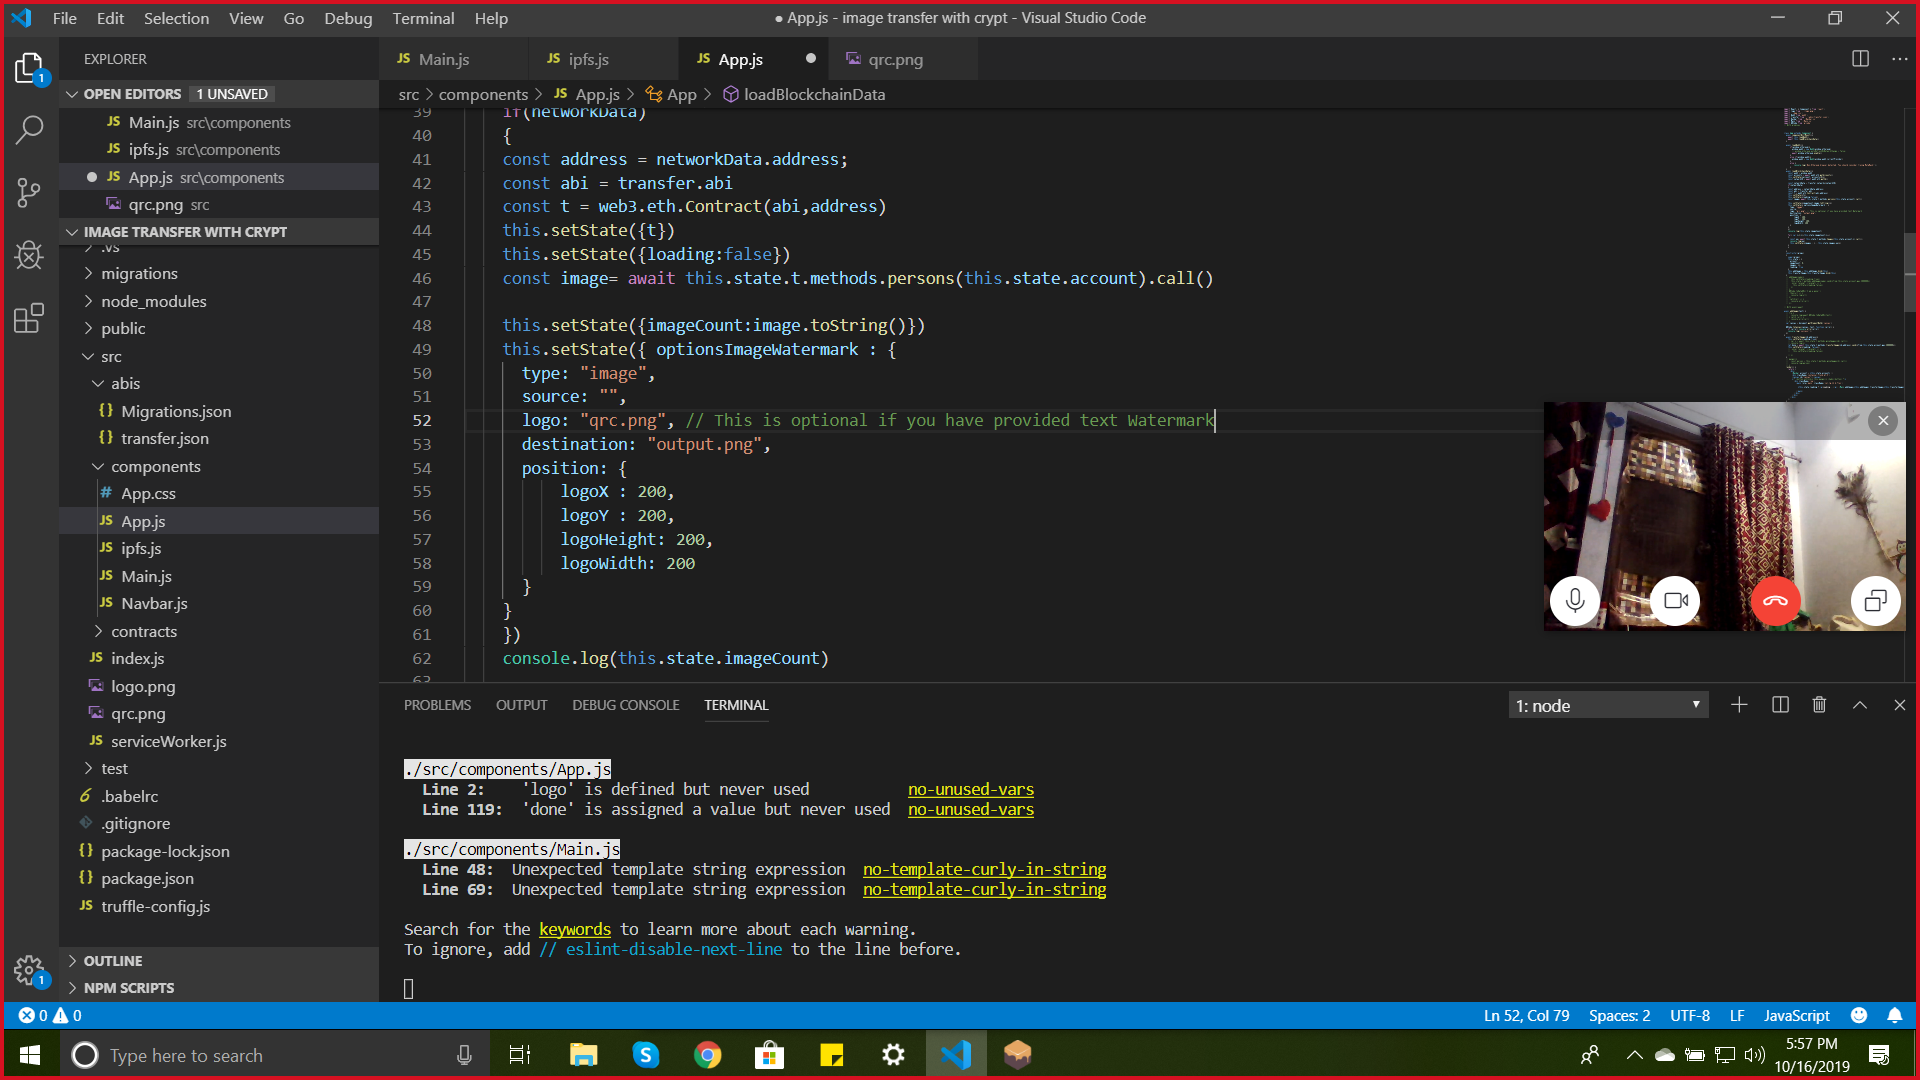 File Edit Selection View Go Debug Terminal Help
● App.js - image transfer with crypt - Visual Studio Code
EXPLORER
OPEN EDITORS 1 UNSAVED
JS Main.js src\components
JS ipfs.js src\components
JS App.js src\components
qrc.png src
IMAGE TRANSFER WITH CRYPT
.vs
migrations
node_modules
public
src
abis
{} Migrations.json
{} transfer.json
components
# App.css
JS App.js
JS ipfs.js
JS Main.js
JS Navbar.js
contracts
JS index.js
logo.png
qrc.png
JS serviceWorker.js
test
.babelrc
.gitignore
{} package-lock.json
{} package.json
JS truffle-config.js
OUTLINE
NPM SCRIPTS
1
1
JS Main.js JS ipfs.js JS App.js qrc.png
src > components > JS App.js > App > loadBlockchainData
39 if(networkData)
40 {
41 const address = networkData.address;
42 const abi = transfer.abi
43 const t = web3.eth.Contract(abi,address)
44 this.setState({t})
45 this.setState({loading:false})
46 const image= await this.state.t.methods.persons(this.state.account).call()
47
48 this.setState({imageCount:image.toString()})
49 this.setState({ optionsImageWatermark : {
50 type: "image",
51 source: "",
52 logo: "qrc.png", // This is optional if you have provided text Watermark
53 destination: "output.png",
54 position: {
55 logoX : 200,
56 logoY : 200,
57 logoHeight: 200,
58 logoWidth: 200
59 }
60 }
61 })
62 console.log(this.state.imageCount)
63
PROBLEMS OUTPUT DEBUG CONSOLE TERMINAL
1: node
./src/components/App.js
Line 2: 'logo' is defined but never used no-unused-vars
Line 119: 'done' is assigned a value but never used no-unused-vars
./src/components/Main.js
Line 48: Unexpected template string expression no-template-curly-in-string
Line 69: Unexpected template string expression no-template-curly-in-string
Search for the keywords to learn more about each warning.
To ignore, add // eslint-disable-next-line to the line before.
0 0
Ln 52, Col 79 Spaces: 2 UTF-8 LF JavaScript
Type here to search
5:57 PM
10/16/2019